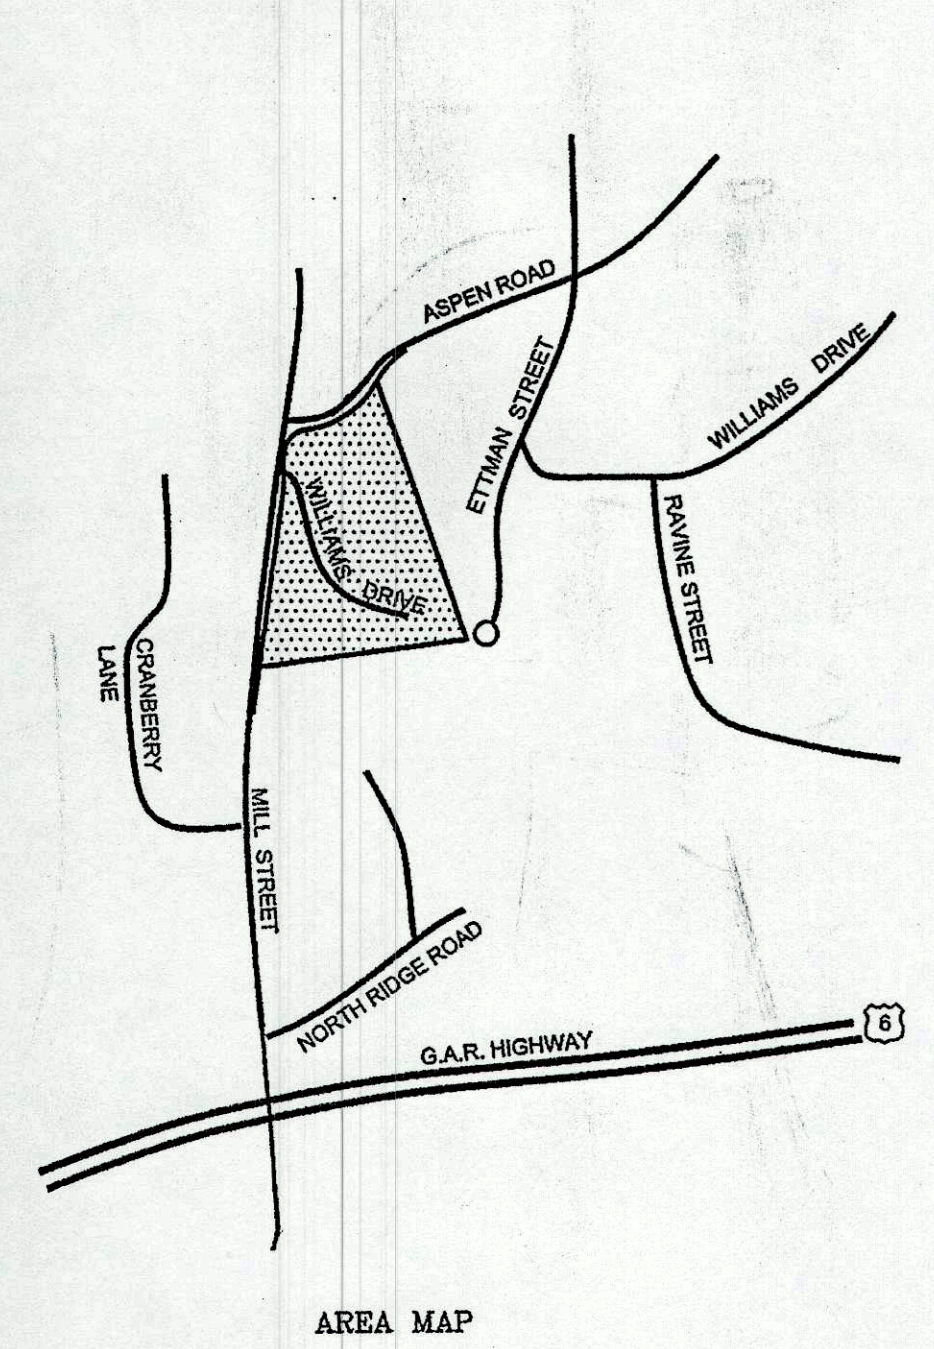 ASPEN ROAD
ETTMAN STREET
WILLIAMS DRIVE
WILLIAMS DRIVE
RAVINE STREET
CRANBERRY
LANE
MILL STREET
NORTH RIDGE ROAD
G.A.R. HIGHWAY
6
AREA MAP